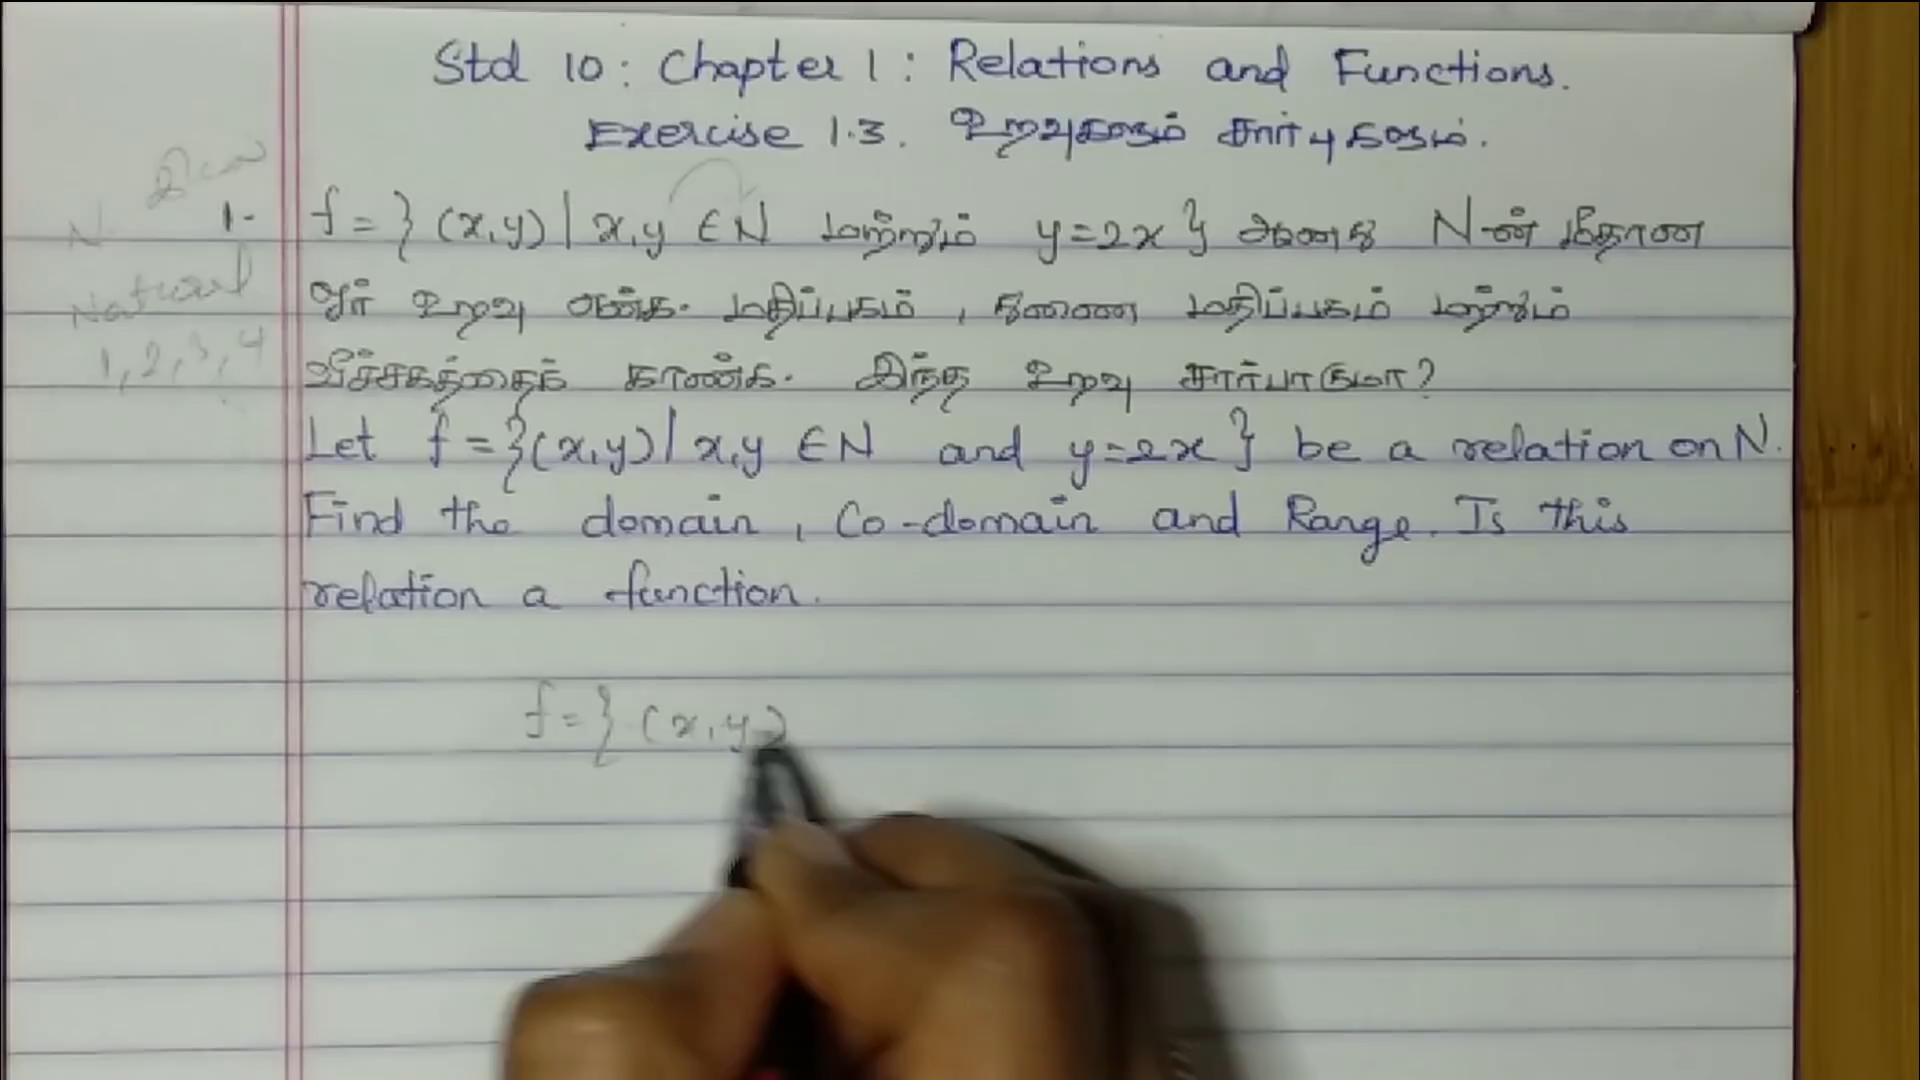 Std 10: Chapter 1: Relations and Functions.
Exercise 1.3. உறவுகளும் சார்புகளும்.
1. f = { (x,y) | x,y ∈ N மற்றும் y=2x } ஆனது N-ன் மீதான
ஓர் உறவு என்க. மதிப்பகம், துணை மதிப்பகம் மற்றும்
வீச்சகத்தைக் காண்க. இந்த உறவு சார்பாகுமா?
Let f = {(x,y) | x,y ∈ N and y=2x } be a relation on N.
Find the domain, Co-domain and Range. Is this
relation a function.
N
Natural
1,2,3,4
f = { (x,y)